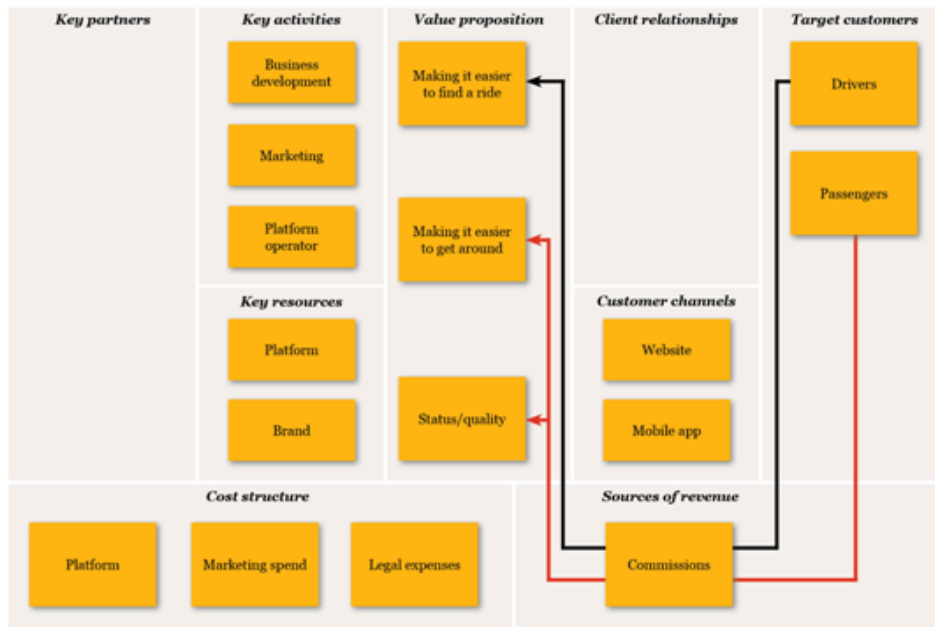 Key partners
Key activities
Business
development
Marketing
Platform
operator
Key resources
Platform
Brand
Value proposition
Making it easier
to find a ride
Making it easier
to get around
Status/quality
Client relationships
Customer channels
Website
Mobile app
Target customers
Drivers
Passengers
Cost structure
Platform
Marketing spend
Legal expenses
Sources of revenue
Commissions